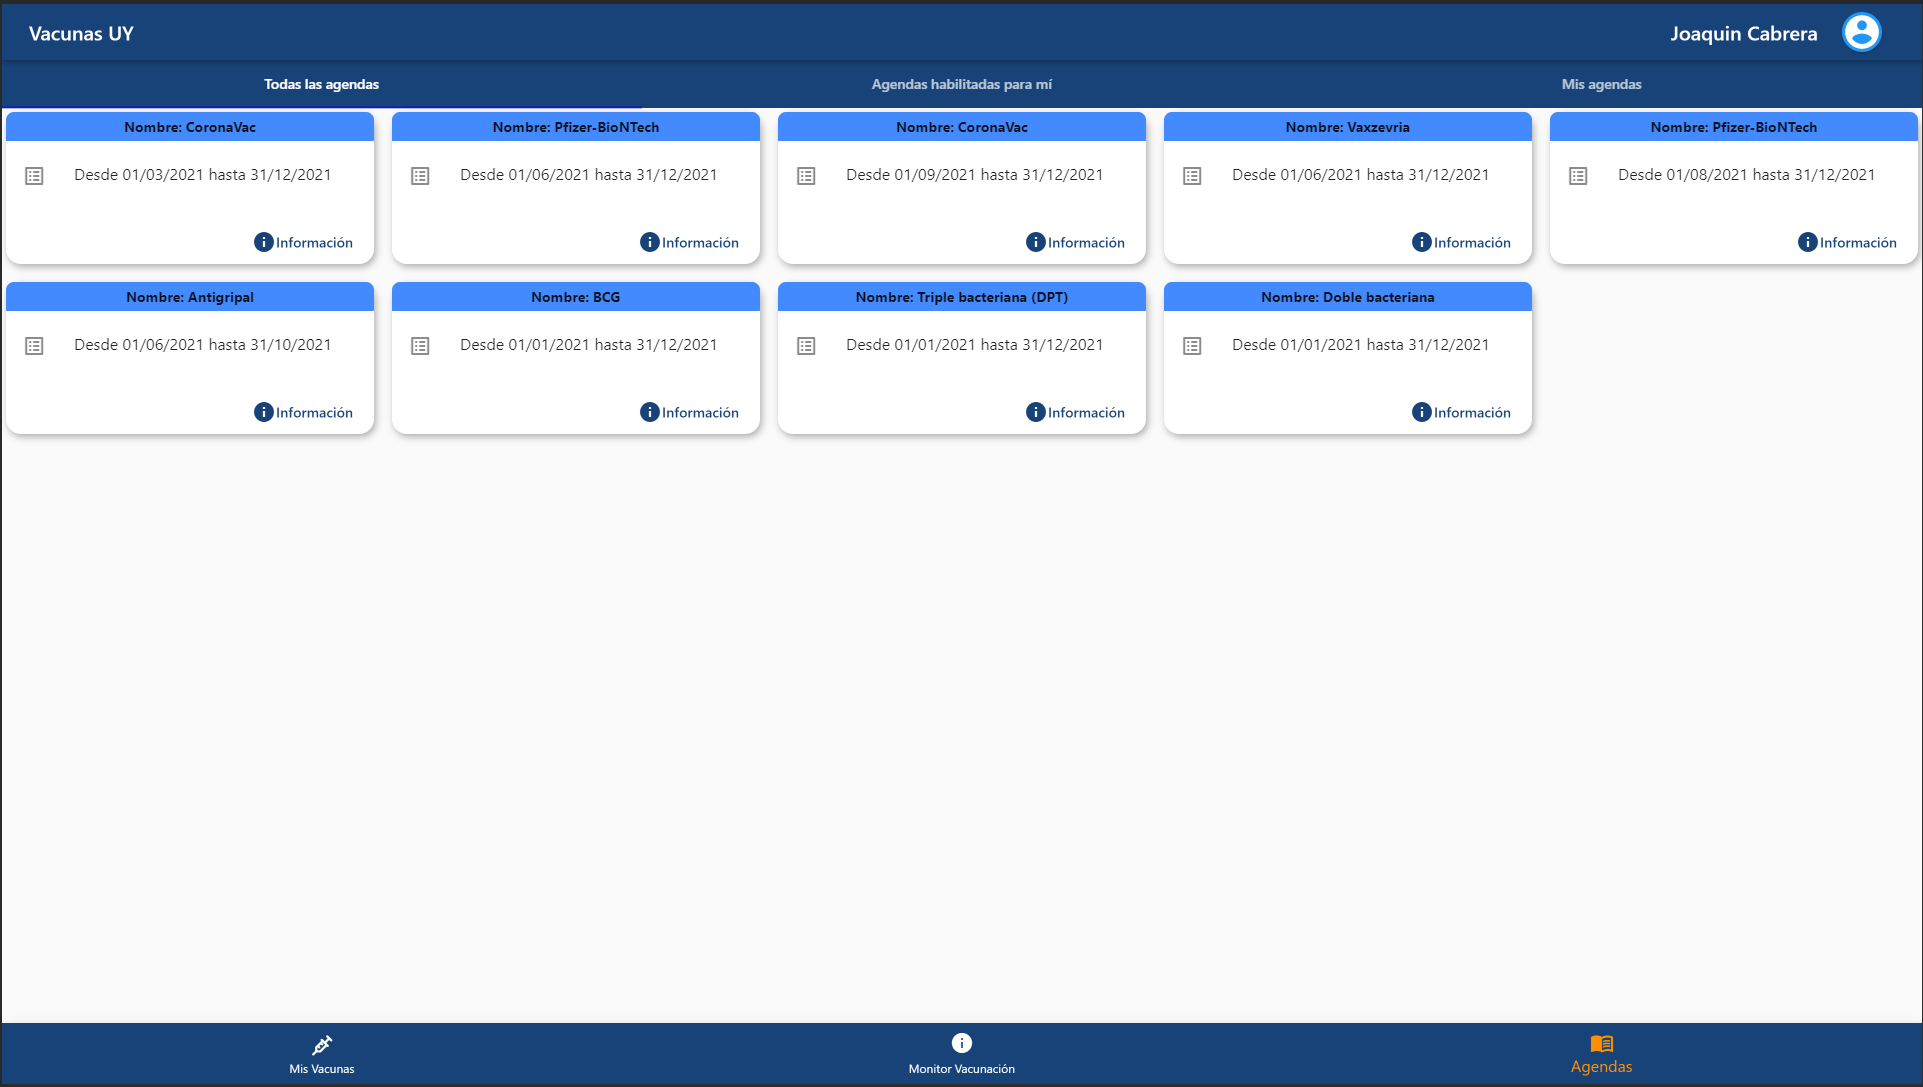 Vacunas UY
Joaquin Cabrera
Todas las agendas
Agendas habilitadas para mí
Mis agendas
Nombre: CoronaVac
Desde 01/03/2021 hasta 31/12/2021
Información
Nombre: Pfizer-BioNTech
Desde 01/06/2021 hasta 31/12/2021
Información
Nombre: CoronaVac
Desde 01/09/2021 hasta 31/12/2021
Información
Nombre: Vaxzevria
Desde 01/06/2021 hasta 31/12/2021
Información
Nombre: Pfizer-BioNTech
Desde 01/08/2021 hasta 31/12/2021
Información
Nombre: Antigripal
Desde 01/06/2021 hasta 31/10/2021
Información
Nombre: BCG
Desde 01/01/2021 hasta 31/12/2021
Información
Nombre: Triple bacteriana (DPT)
Desde 01/01/2021 hasta 31/12/2021
Información
Nombre: Doble bacteriana
Desde 01/01/2021 hasta 31/12/2021
Información
Mis Vacunas
Monitor Vacunación
Agendas